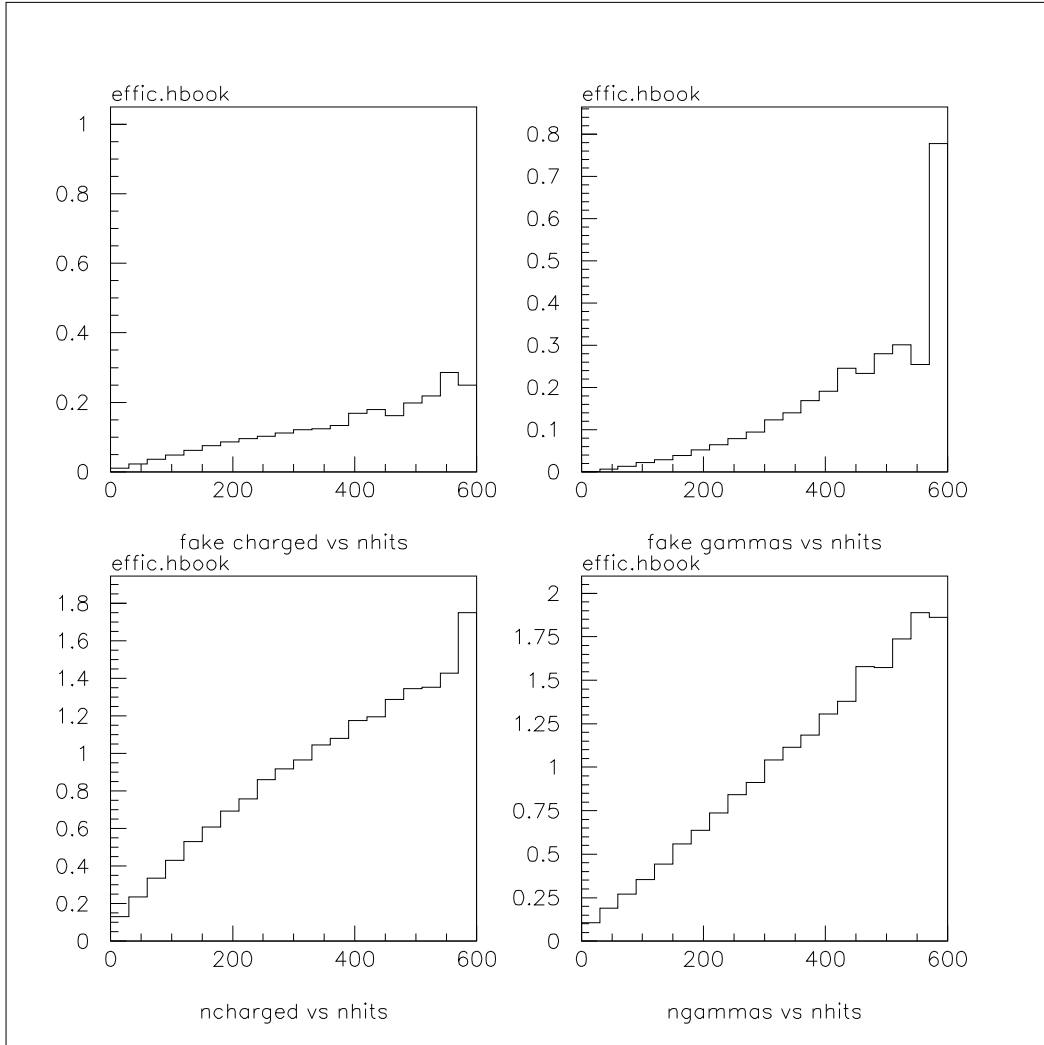 effic.hbook
1
0.8
0.6
0.4
0.2
0
0 200 400 600
fake charged vs nhits
effic.hbook
0.8
0.7
0.6
0.5
0.4
0.3
0.2
0.1
0
0 200 400 600
fake gammas vs nhits
effic.hbook
1.8
1.6
1.4
1.2
1
0.8
0.6
0.4
0.2
0
0 200 400 600
ncharged vs nhits
effic.hbook
2
1.75
1.5
1.25
1
0.75
0.5
0.25
0
0 200 400 600
ngammas vs nhits